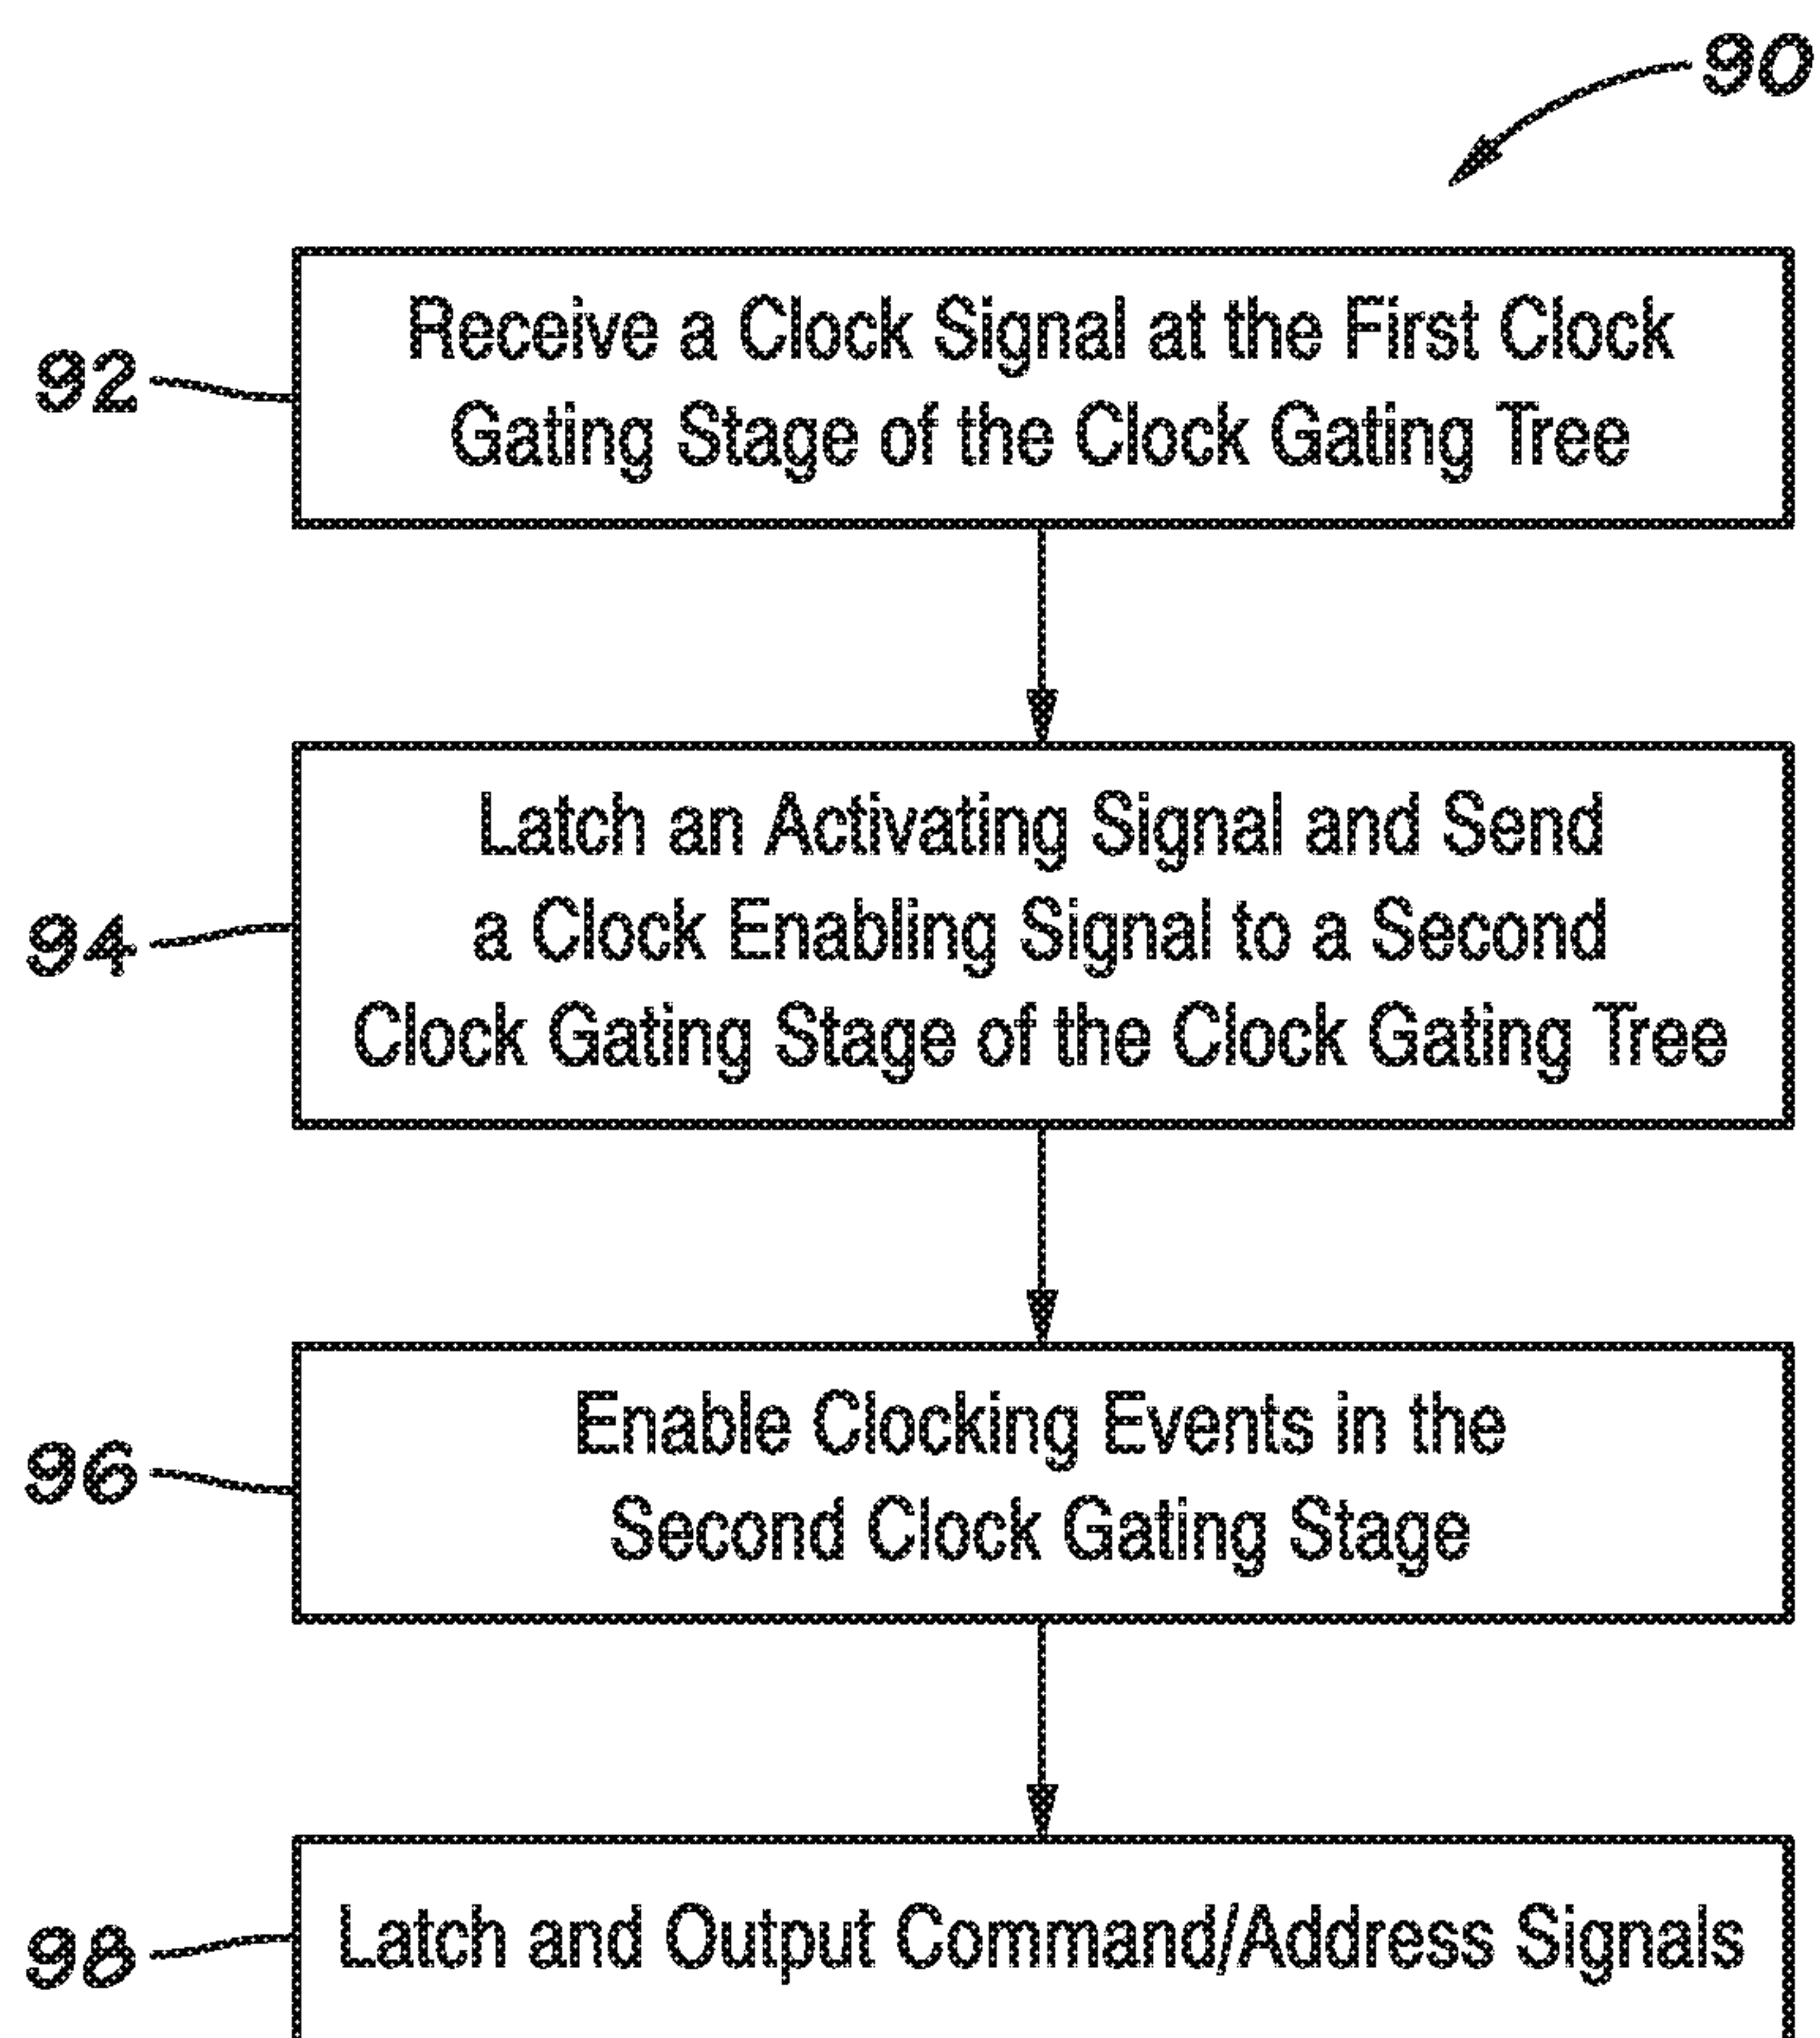 90
92
Receive a Clock Signal at the First Clock
Gating Stage of the Clock Gating Tree
94
Latch an Activating Signal and Send
a Clock Enabling Signal to a Second
Clock Gating Stage of the Clock Gating Tree
96
Enable Clocking Events in the
Second Clock Gating Stage
98
Latch and Output Command/Address Signals